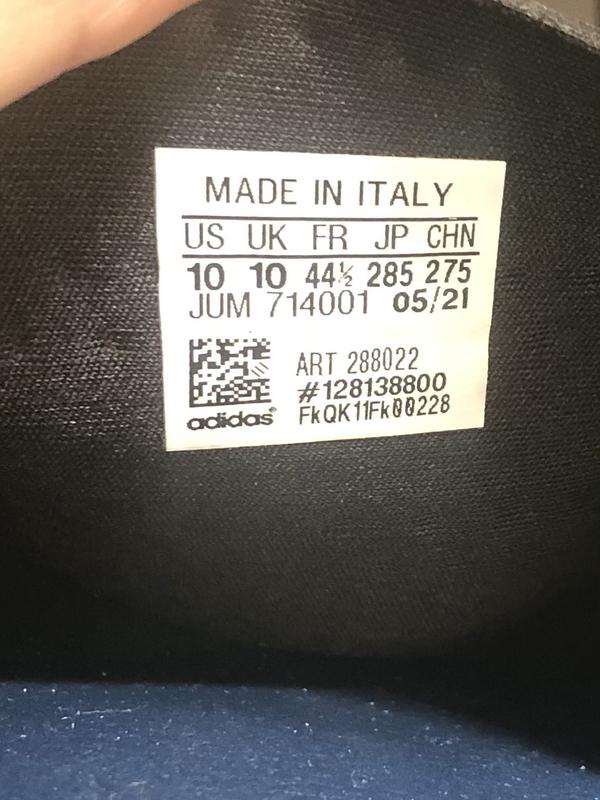 MADE IN ITALY
US UK FR JP CHN
10 10 44½ 285 275
JUM 714001 05/21
ART 288022
#128138800
adidas® FkQK11Fk00228